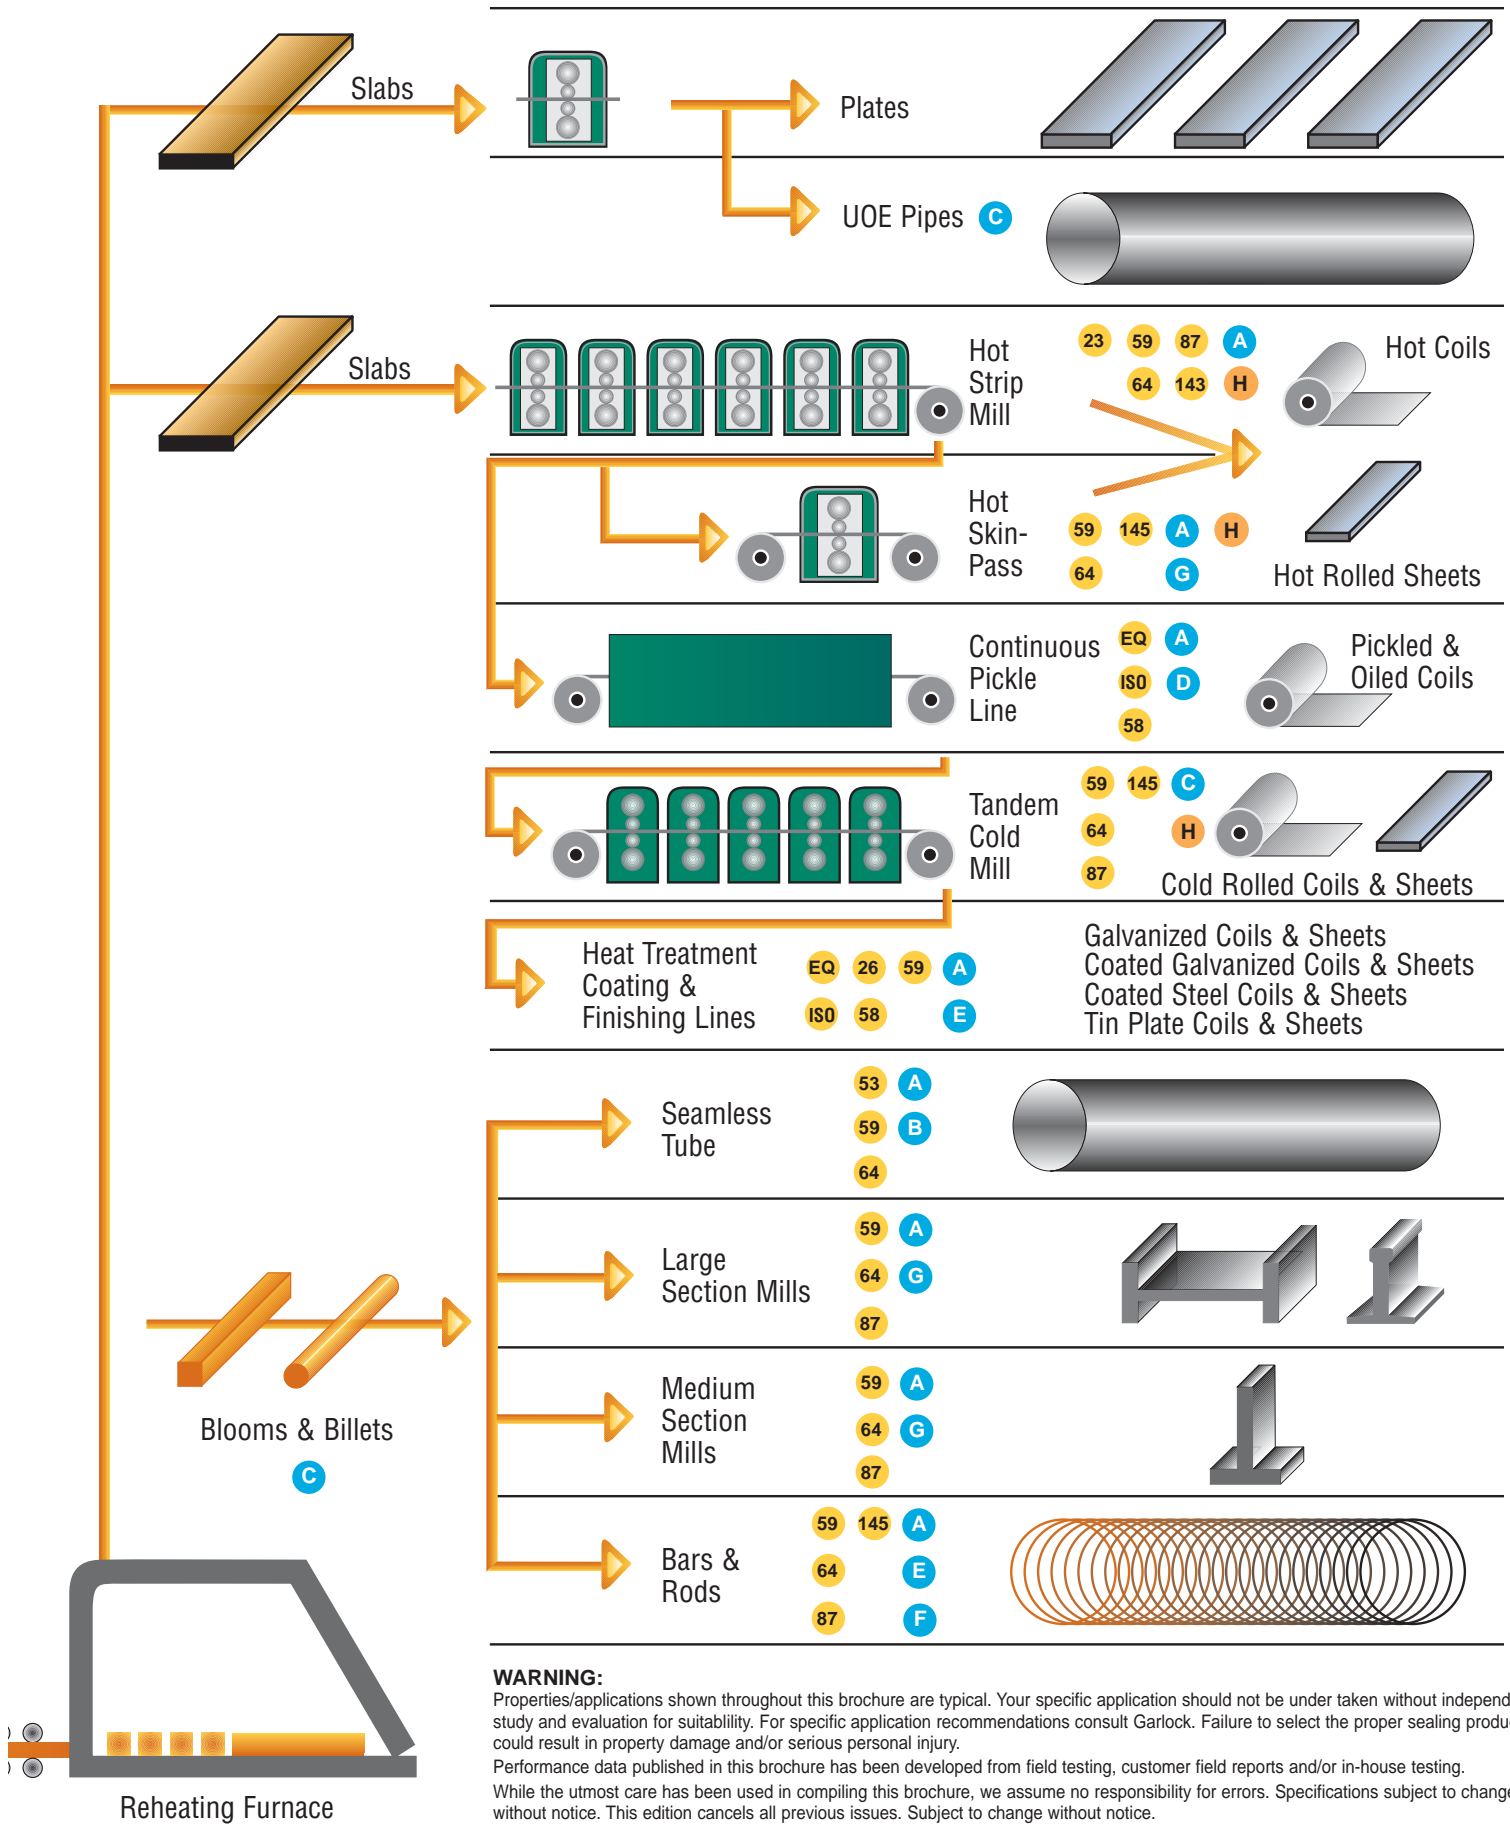 Slabs
Plates
UOE Pipes C
Slabs
Hot
Strip
Mill
23 59 87 A
64 143 H
Hot Coils
Hot
Skin-
Pass
59 145 A H
64 G
Hot Rolled Sheets
Continuous
Pickle
Line
EQ A
ISO D
58
Pickled &
Oiled Coils
Tandem
Cold
Mill
59 145 C
64 H
87
Cold Rolled Coils & Sheets
Heat Treatment
Coating &
Finishing Lines
EQ 26 59 A
ISO 58 E
Galvanized Coils & Sheets
Coated Galvanized Coils & Sheets
Coated Steel Coils & Sheets
Tin Plate Coils & Sheets
Seamless
Tube
53 A
59 B
64
Large
Section Mills
59 A
64 G
87
Blooms & Billets
C
Medium
Section
Mills
59 A
64 G
87
Bars &
Rods
59 145 A
64 E
87 F
Reheating Furnace
WARNING:
Properties/applications shown throughout this brochure are typical. Your specific application should not be under taken without independ
study and evaluation for suitablility. For specific application recommendations consult Garlock. Failure to select the proper sealing produ
could result in property damage and/or serious personal injury.
Performance data published in this brochure has been developed from field testing, customer field reports and/or in-house testing.
While the utmost care has been used in compiling this brochure, we assume no responsibility for errors. Specifications subject to change
without notice. This edition cancels all previous issues. Subject to change without notice.